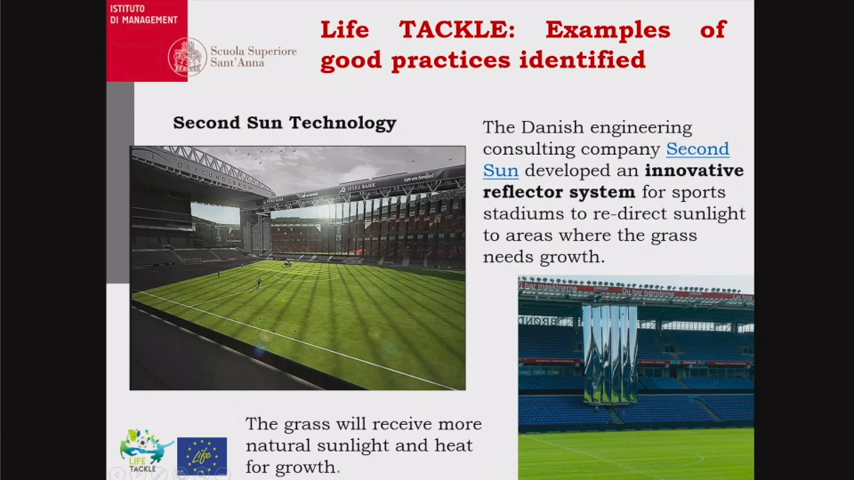 ISTITUTO
DI MANAGEMENT
Scuola Superiore
Sant'Anna
Life TACKLE: Examples of
good practices identified
Second Sun Technology
The Danish engineering
consulting company Second
Sun developed an innovative
reflector system for sports
stadiums to re-direct sunlight
to areas where the grass
needs growth.
JYSKE BANK
The grass will receive more
natural sunlight and heat
for growth.
LIFE
TACKLE
Life